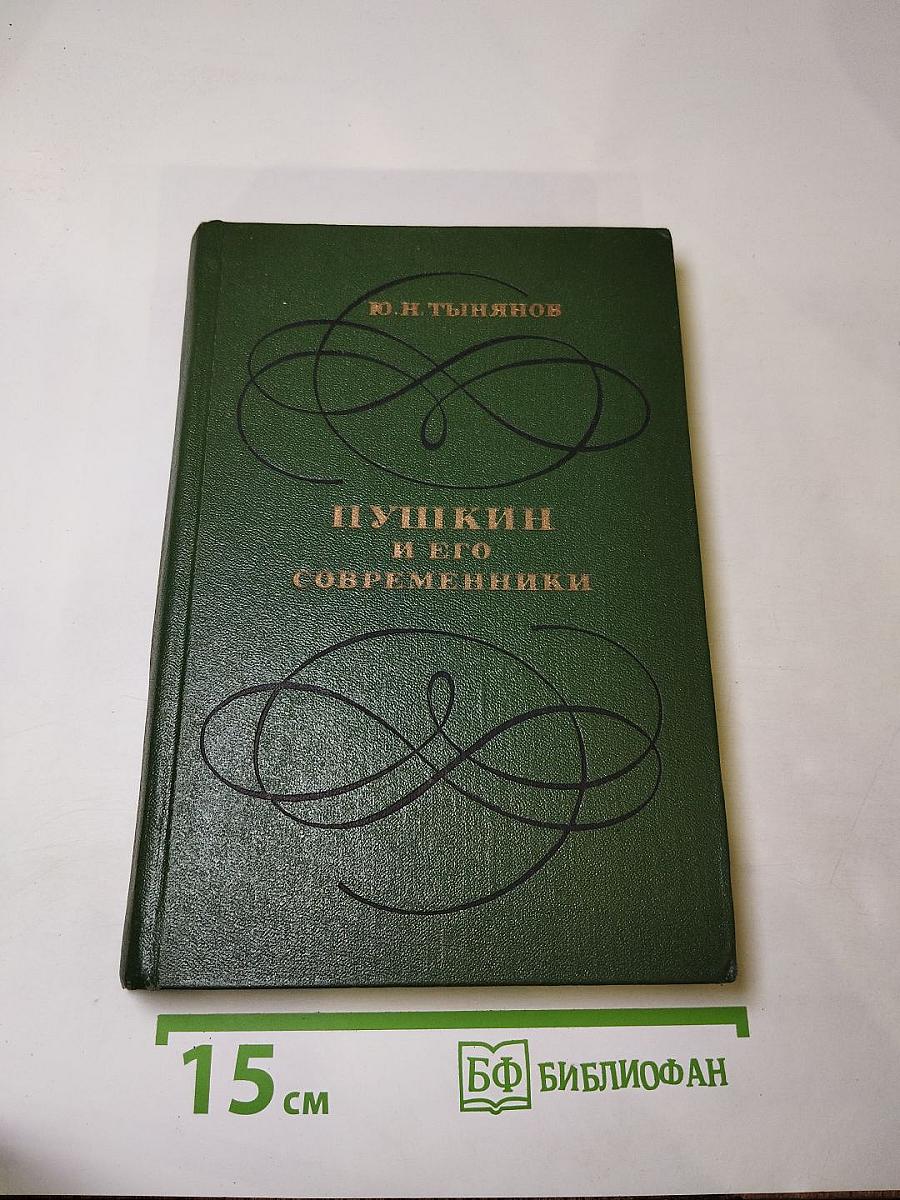 Ю.Н.ТЫНЯНОВ
ПУШКИН
И ЕГО
СОВРЕМЕННИКИ
15 см
БФ БИБЛИОФАН